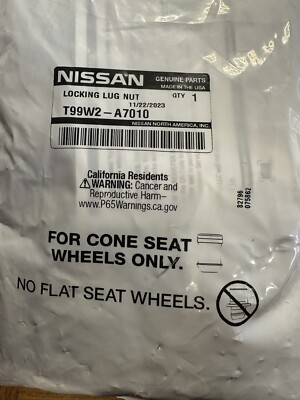 NISSAN GENUINE PARTS
MADE IN THE USA
LOCKING LUG NUT QTY 1
11/22/2023
T99W2-A7010
NISSAN NORTH AMERICA, INC.
California Residents
WARNING: Cancer and
Reproductive Harm-
www.P65Warnings.ca.gov
82796
075862
FOR CONE SEAT
WHEELS ONLY.
NO FLAT SEAT WHEELS.